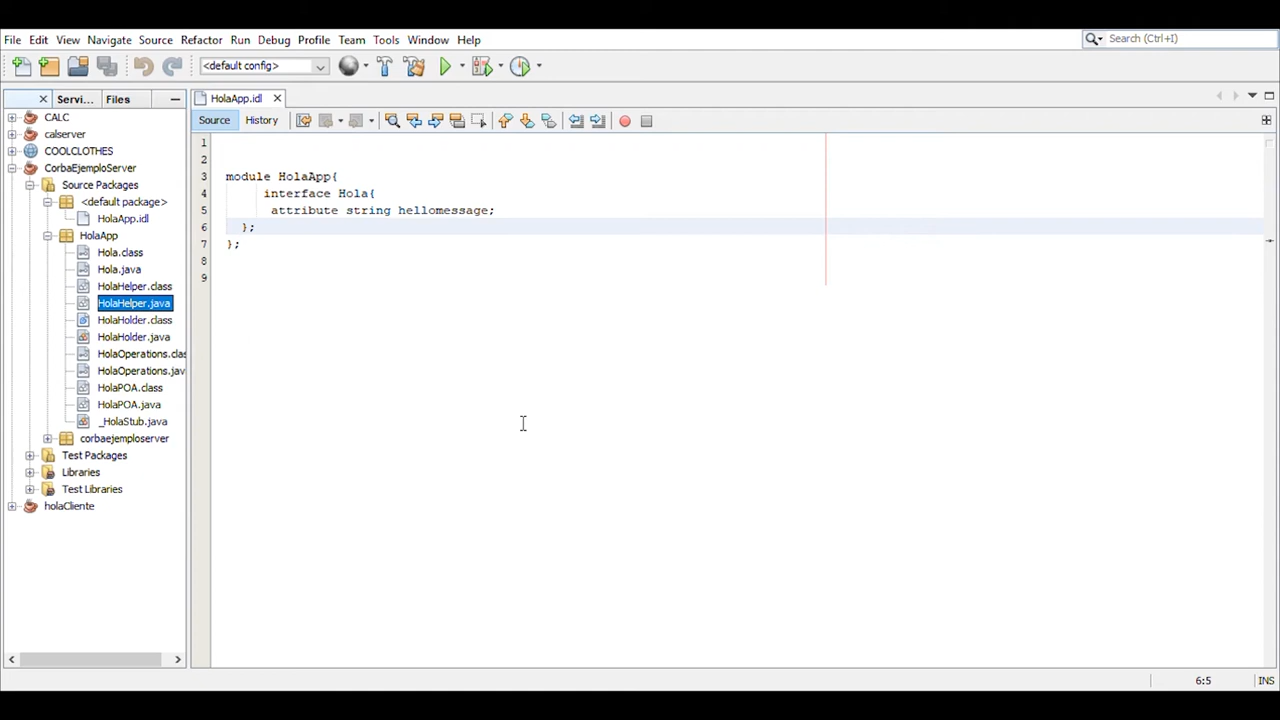 File Edit View Navigate Source Refactor Run Debug Profile Team Tools Window Help
Search (Ctrl+I)
<default config>
Servi... Files
HolaApp.idl
Source History
CALC
calserver
COOLCLOTHES
CorbaEjemploServer
Source Packages
<default package>
HolaApp.idl
HolaApp
Hola.class
Hola.java
HolaHelper.class
HolaHelper.java
HolaHolder.class
HolaHolder.java
HolaOperations.clas
HolaOperations.jav
HolaPOA.class
HolaPOA.java
_HolaStub.java
corbaejemploserver
Test Packages
Libraries
Test Libraries
holaCliente
1
2
3 module HolaApp{
4 interface Hola{
5 attribute string hellomessage;
6 };
7 };
8
9
6:5 INS